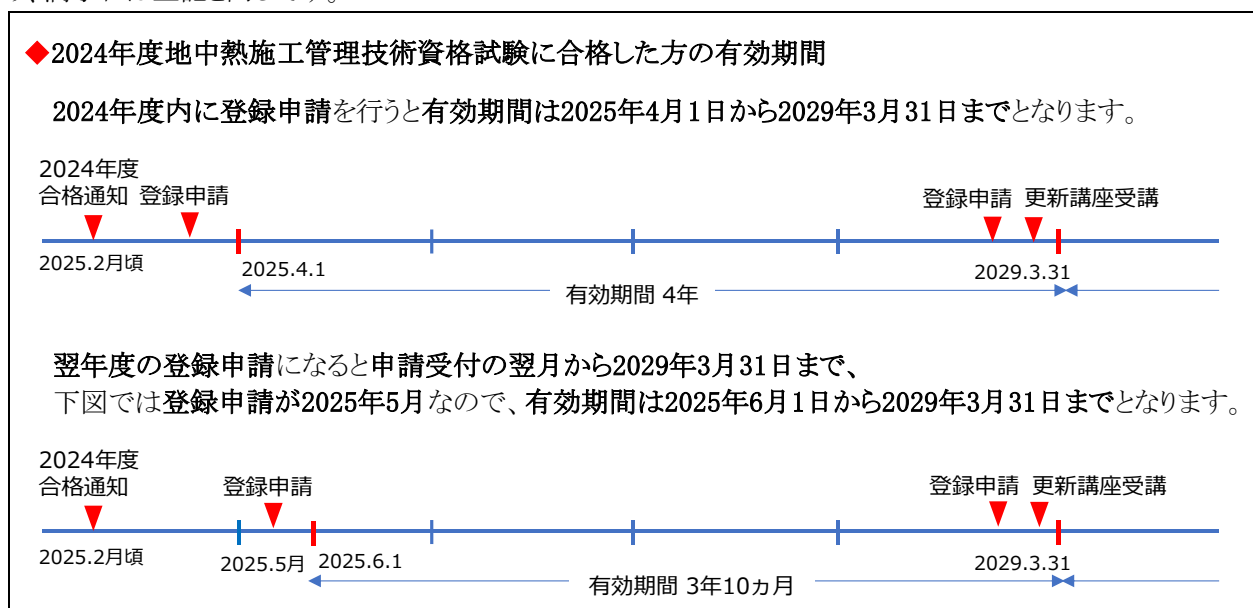 ◆2024年度地中熱施工管理技術資格試験に合格した方の有効期間
2024年度内に登録申請を行うと有効期間は2025年4月1日から2029年3月31日までとなります。
2024年度
合格通知 登録申請
登録申請 更新講座受講
2025.2月頃
2025.4.1
2029.3.31
有効期間 4年
翌年度の登録申請になると申請受付の翌月から2029年3月31日まで、
下図では登録申請が2025年5月なので、有効期間は2025年6月1日から2029年3月31日までとなります。
2024年度
合格通知
登録申請
登録申請 更新講座受講
2025.2月頃
2025.5月
2025.6.1
2029.3.31
有効期間 3年10ヵ月